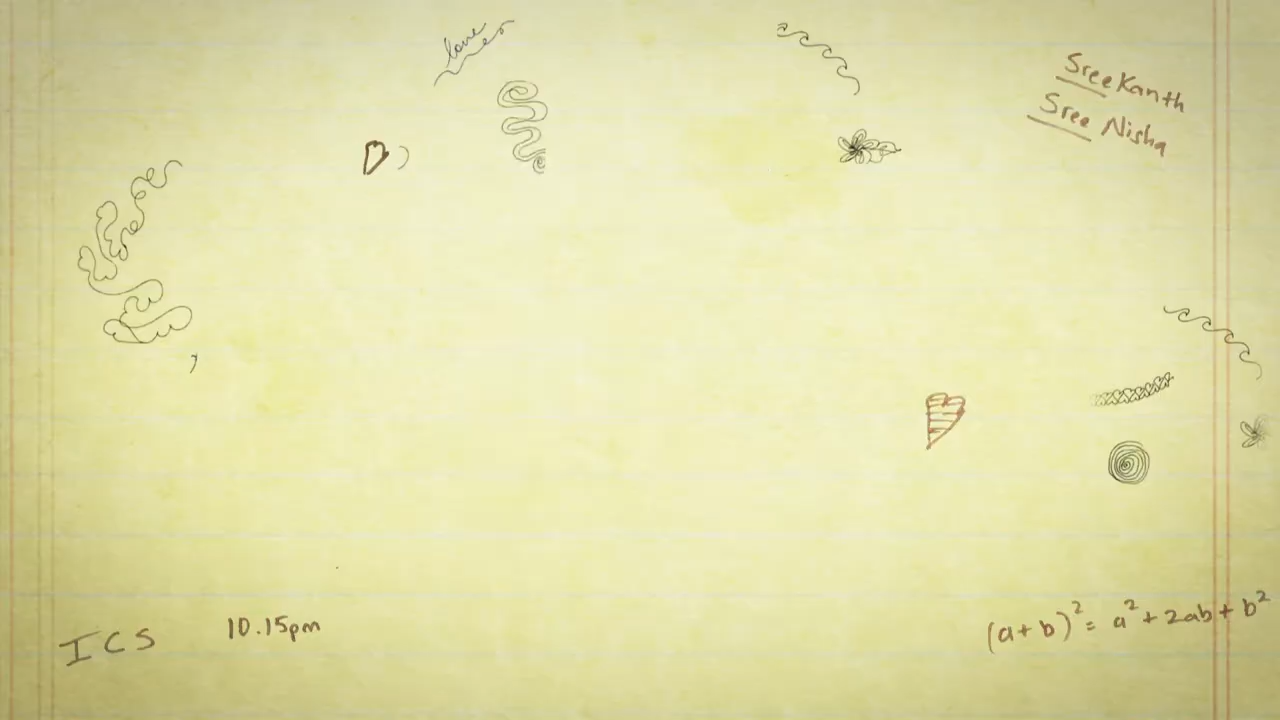 love
SreeKanth
Sree Nisha
ICS
10.15pm
(a+b)² = a² + 2ab + b²